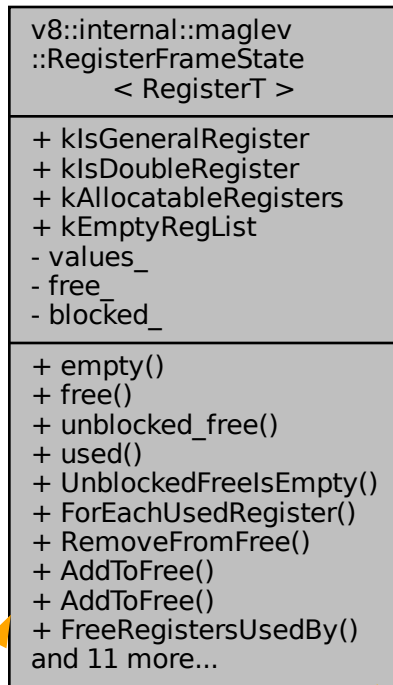 v8::internal::maglev
::RegisterFrameState
< RegisterT >
+ kIsGeneralRegister
+ kIsDoubleRegister
+ kAllocatableRegisters
+ kEmptyRegList
- values_
- free_
- blocked_
+ empty()
+ free()
+ unblocked_free()
+ used()
+ UnblockedFreeIsEmpty()
+ ForEachUsedRegister()
+ RemoveFromFree()
+ AddToFree()
+ AddToFree()
+ FreeRegistersUsedBy()
and 11 more...